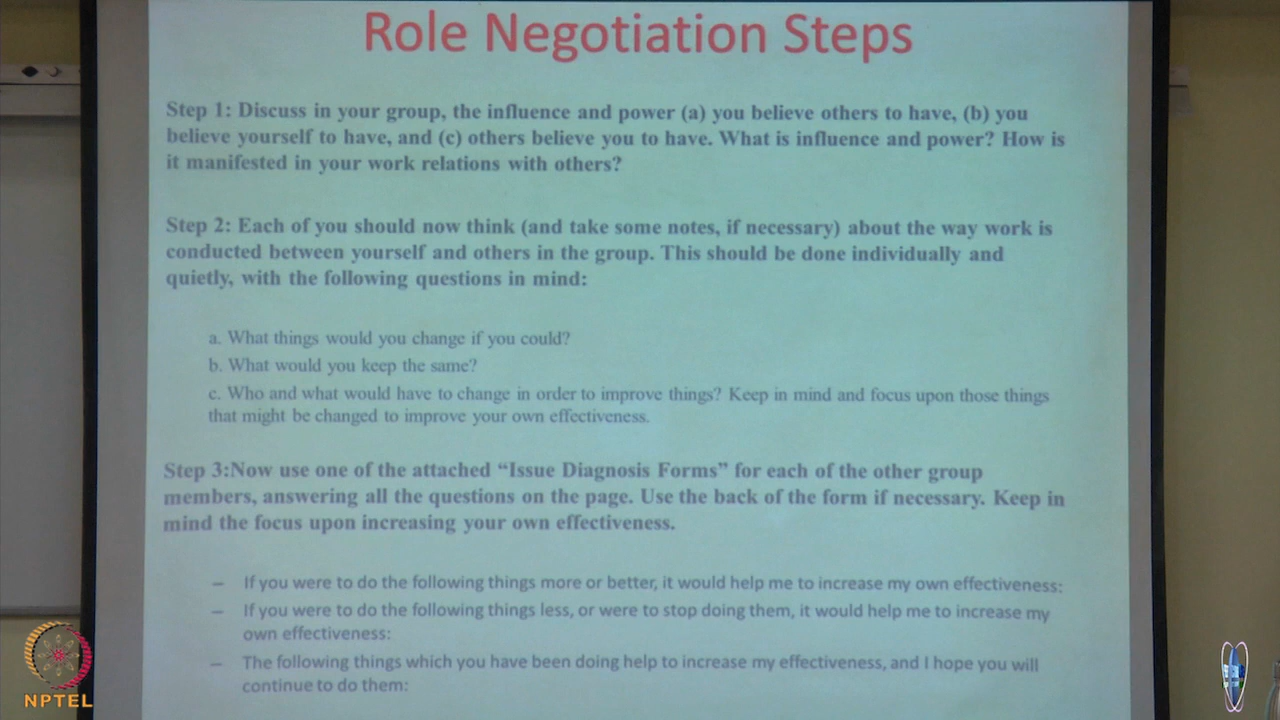 Role Negotiation Steps
Step 1: Discuss in your group, the influence and power (a) you believe others to have, (b) you
believe yourself to have, and (c) others believe you to have. What is influence and power? How is
it manifested in your work relations with others?
Step 2: Each of you should now think (and take some notes, if necessary) about the way work is
conducted between yourself and others in the group. This should be done individually and
quietly, with the following questions in mind:
a. What things would you change if you could?
b. What would you keep the same?
c. Who and what would have to change in order to improve things? Keep in mind and focus upon those things
that might be changed to improve your own effectiveness.
Step 3:Now use one of the attached “Issue Diagnosis Forms” for each of the other group
members, answering all the questions on the page. Use the back of the form if necessary. Keep in
mind the focus upon increasing your own effectiveness.
– If you were to do the following things more or better, it would help me to increase my own effectiveness:
– If you were to do the following things less, or were to stop doing them, it would help me to increase my
own effectiveness:
– The following things which you have been doing help to increase my effectiveness, and I hope you will
continue to do them:
NPTEL